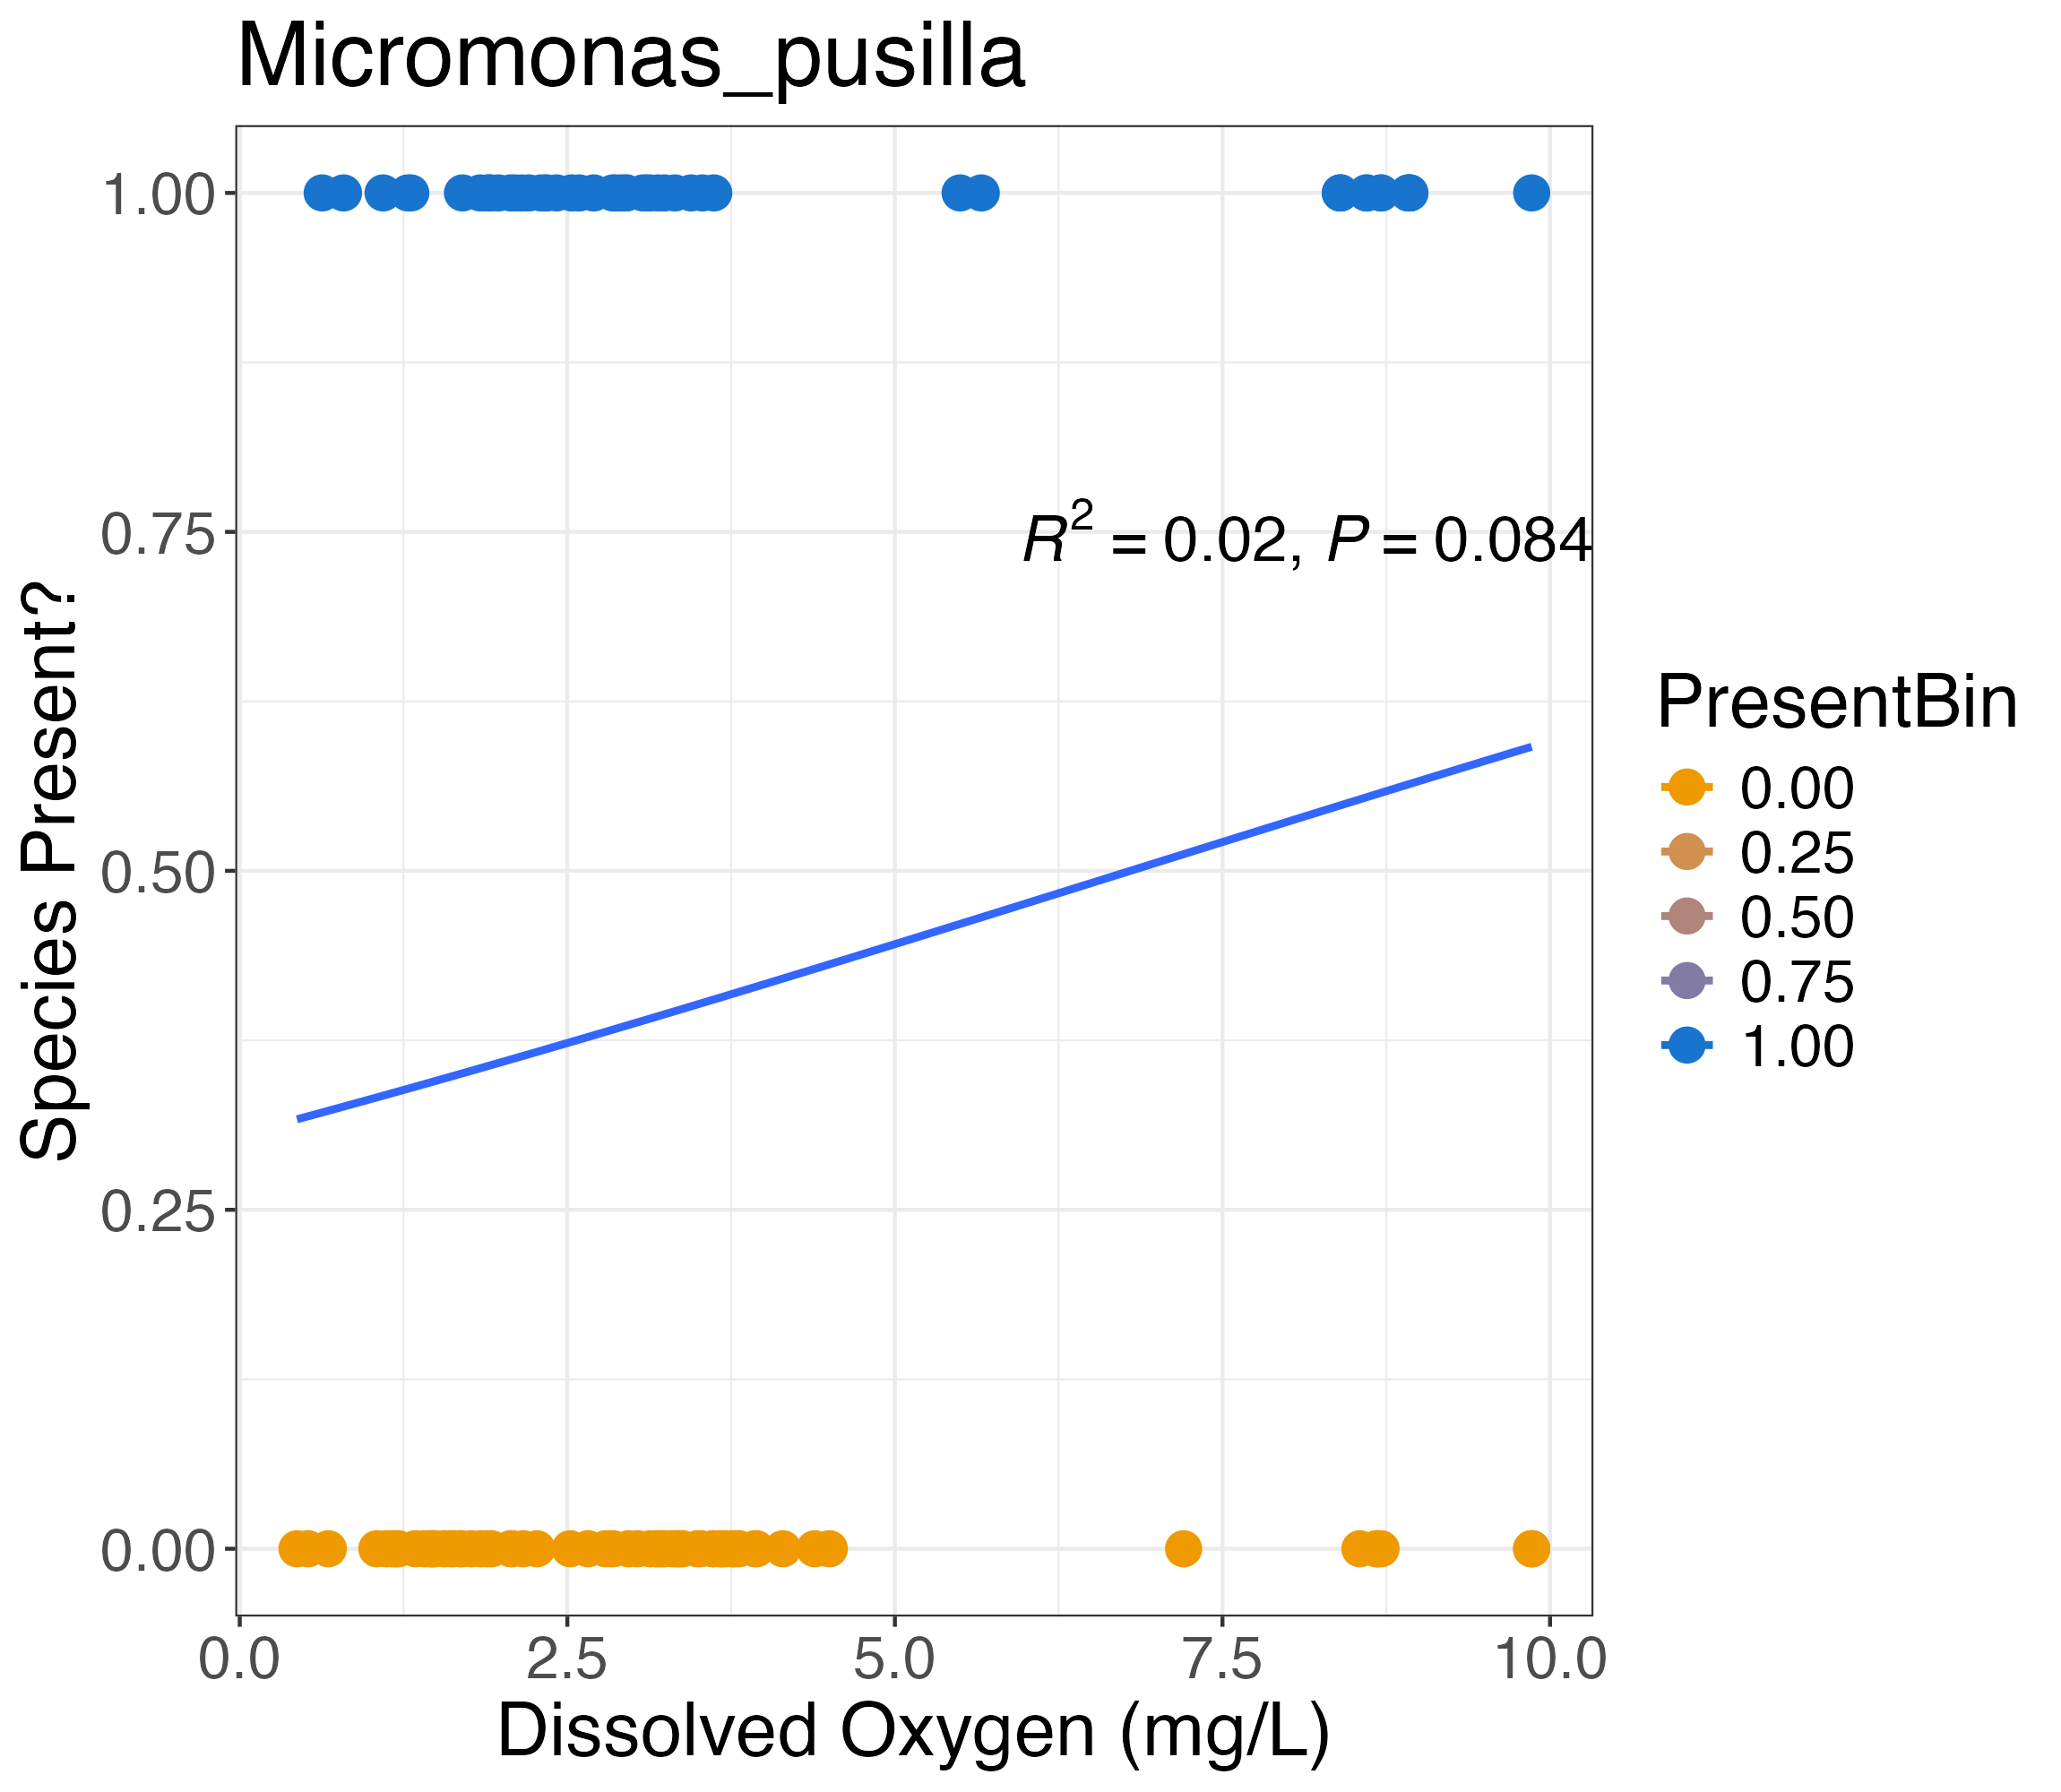 Micromonas_pusilla
1.00
0.75
0.50
0.25
0.00
Species Present?
R² = 0.02, P = 0.084
0.0 2.5 5.0 7.5 10.0
Dissolved Oxygen (mg/L)
PresentBin
0.00
0.25
0.50
0.75
1.00